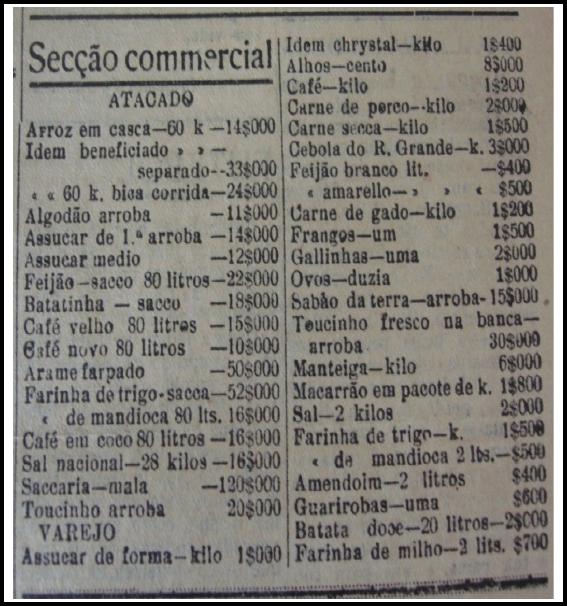 Secção commercial
ATACADO
Arroz em casca—60 k —14$000
Idem beneficiado » » —
separado--33$000
« « 60 k. bica corrida—24$000
Algodão arroba —11$000
Assucar de 1.ª arroba —14$000
Assucar medio —12$000
Feijão—sacco 80 litros—22$000
Batatinha — sacco —18$000
Café velho 80 litros —15$000
Café novo 80 litros —10$000
Arame farpado —50$000
Farinha de trigo-sacca—52$000
« de mandioca 80 lts. 16$000
Café em coco 80 litros —16$000
Sal nacional—28 kilos —16$000
Saccaria—mala —120$000
Toucinho arroba 20$000
VAREJO
Assucar de forma—kilo 1$000
Idem chrystal—kilo 1$400
Alhos—cento 8$000
Café—kilo 1$200
Carne de porco--kilo 2$000
Carne secca—kilo 1$500
Cebola do R. Grande—k. 3$000
Feijão branco lit. —$400
« amarello—» » « $500
Carne de gado—kilo 1$200
Frangos—um 1$500
Gallinhas—uma 2$000
Ovos—duzia 1$000
Sabão da terra—arroba-15$000
Toucinho fresco na banca—
arroba 30$000
Manteiga—kilo 6$000
Macarrão em pacote de k. 1$800
Sal—2 kilos 2$000
Farinha de trigo—k. 1$500
« de mandioca 2 lbs.—$500
Amendoim—2 litros $400
Guarirobas—uma $600
Batata doce—20 litros—2$000
Farinha de milho—2 lits. $700